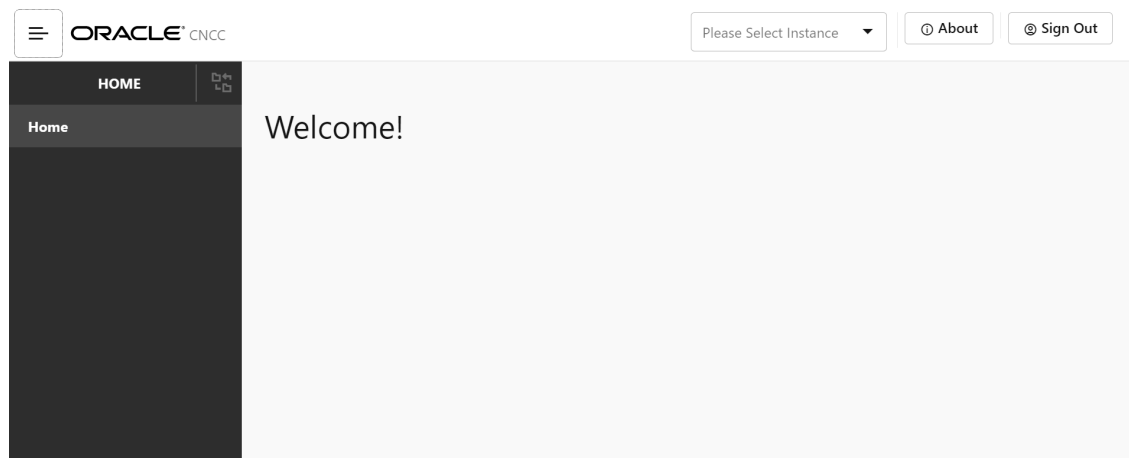 ORACLE® CNCC
Please Select Instance
About
Sign Out
HOME
Home
Welcome!